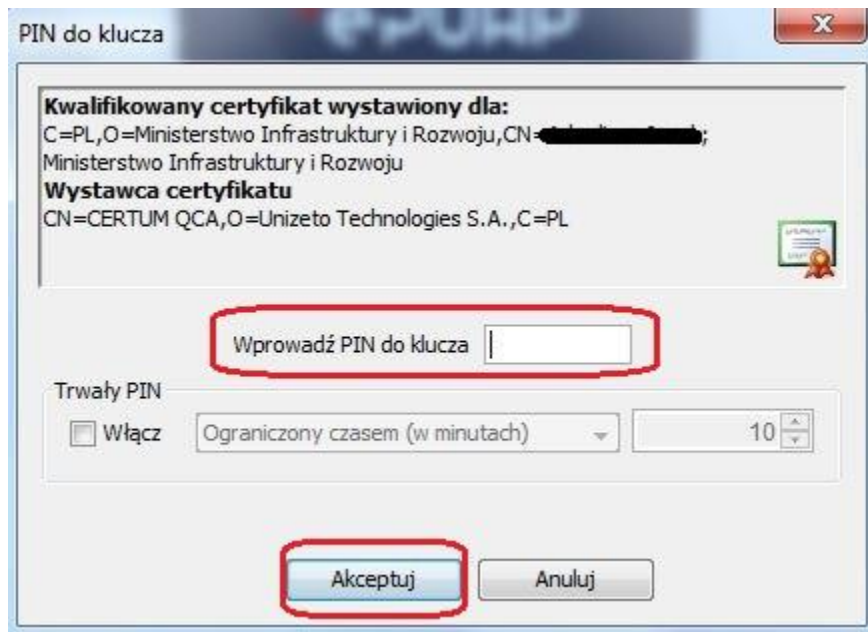 ePUAP
PIN do klucza
Kwalifikowany certyfikat wystawiony dla:
C=PL,O=Ministerstwo Infrastruktury i Rozwoju,CN=
;
Ministerstwo Infrastruktury i Rozwoju
Wystawca certyfikatu
CN=CERTUM QCA,O=Unizeto Technologies S.A.,C=PL
Wprowadź PIN do klucza
Trwały PIN
Włącz Ograniczony czasem (w minutach) 10
Akceptuj Anuluj